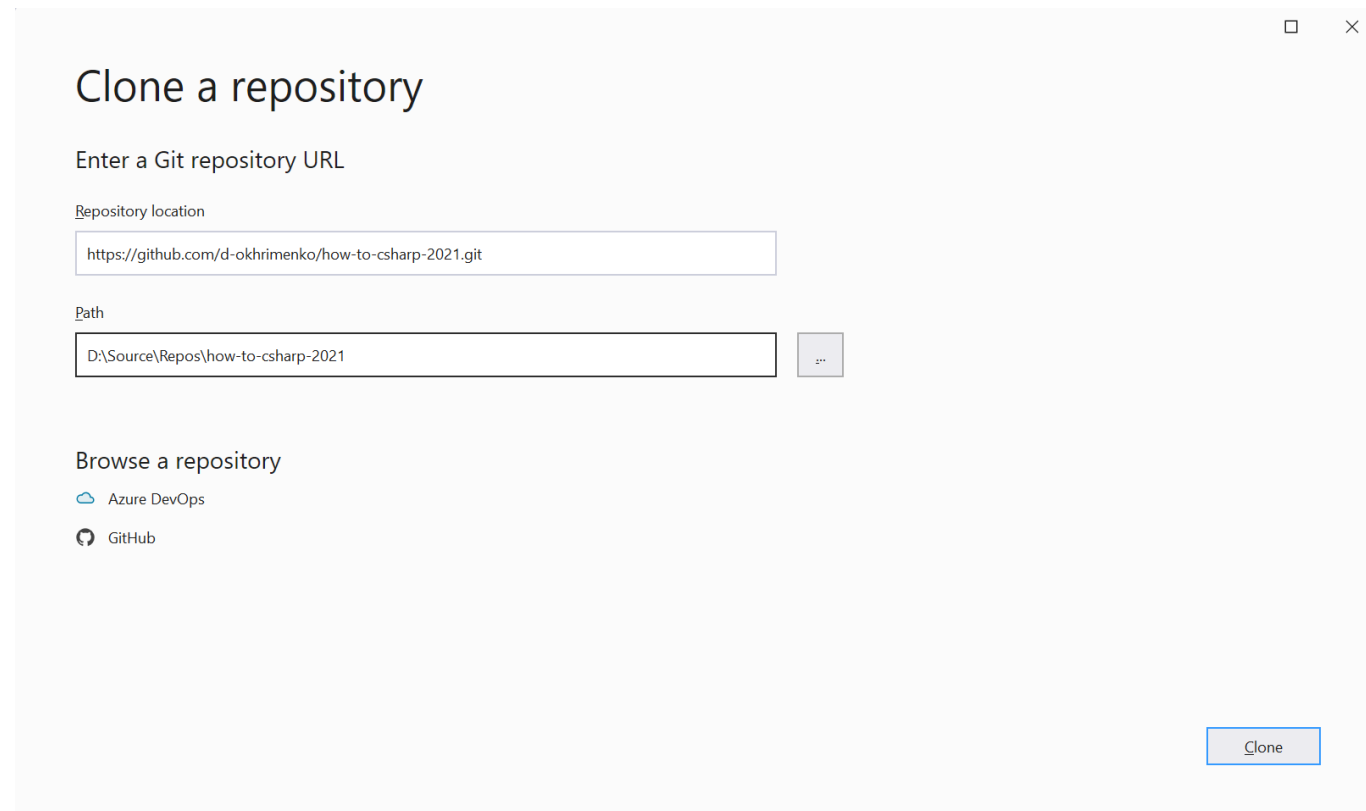 Clone a repository
Enter a Git repository URL
Repository location
https://github.com/d-okhrimenko/how-to-csharp-2021.git
Path
D:\Source\Repos\how-to-csharp-2021
...
Browse a repository
Azure DevOps
GitHub
Clone